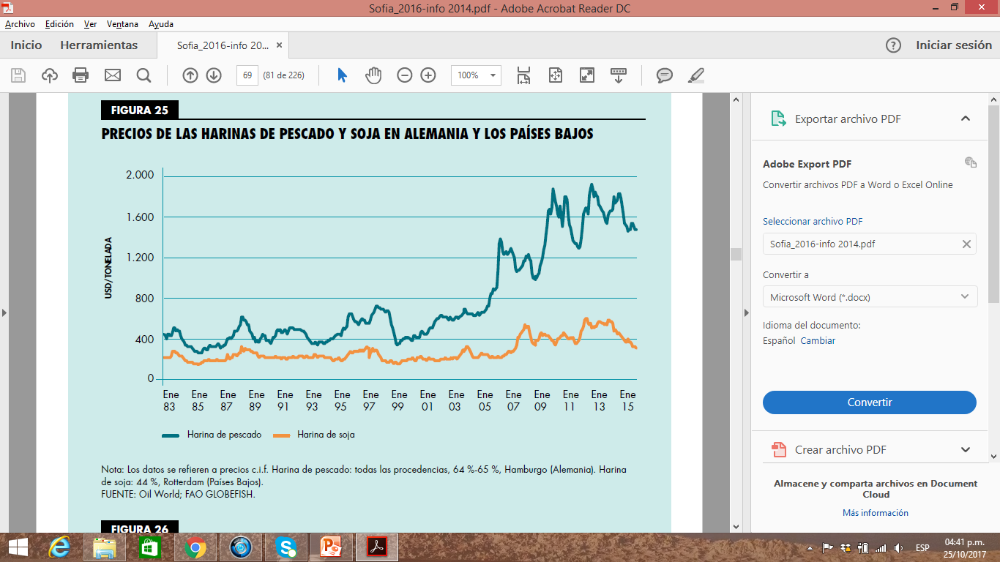 Sofia_2016-info 2014.pdf - Adobe Acrobat Reader DC
Archivo Edición Ver Ventana Ayuda
Inicio Herramientas Sofia_2016-info 20... × ? Iniciar sesión
69 (81 de 226) 100%
FIGURA 25
PRECIOS DE LAS HARINAS DE PESCADO Y SOJA EN ALEMANIA Y LOS PAÍSES BAJOS
USD/TONELADA
2.000
1.600
1.200
800
400
0
Ene Ene Ene Ene Ene Ene Ene Ene Ene Ene Ene Ene Ene Ene Ene Ene Ene
83 85 87 89 91 93 95 97 99 01 03 05 07 09 11 13 15
Harina de pescado Harina de soja
Nota: Los datos se refieren a precios c.i.f. Harina de pescado: todas las procedencias, 64 %-65 %, Hamburgo (Alemania). Harina
de soja: 44 %, Rotterdam (Países Bajos).
FUENTE: Oil World; FAO GLOBEFISH.
FIGURA 26
Exportar archivo PDF
Adobe Export PDF
Convertir archivos PDF a Word o Excel Online
Seleccionar archivo PDF
Sofia_2016-info 2014.pdf
Convertir a
Microsoft Word (*.docx)
Idioma del documento:
Español Cambiar
Convertir
Crear archivo PDF
Almacene y comparta archivos en Document
Cloud
Más información
ESP
04:41 p.m.
25/10/2017